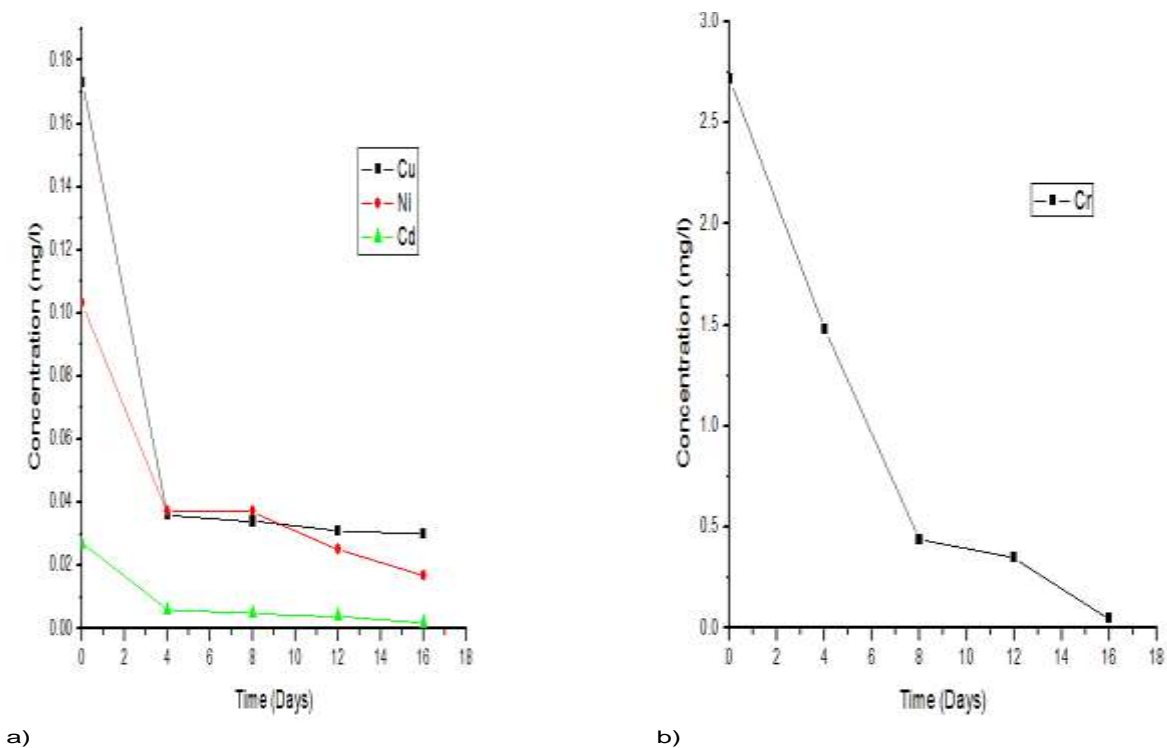 0.18
0.16
0.14
0.12
0.10
0.08
0.06
0.04
0.02
0.00
Concentration (mg/l)
0 2 4 6 8 10 12 14 16 18
Time (Days)
Cu
Ni
Cd
a)
3.0
2.5
2.0
1.5
1.0
0.5
0.0
Concentration (mg/l)
0 2 4 6 8 10 12 14 16 18
Time (Days)
Cr
b)